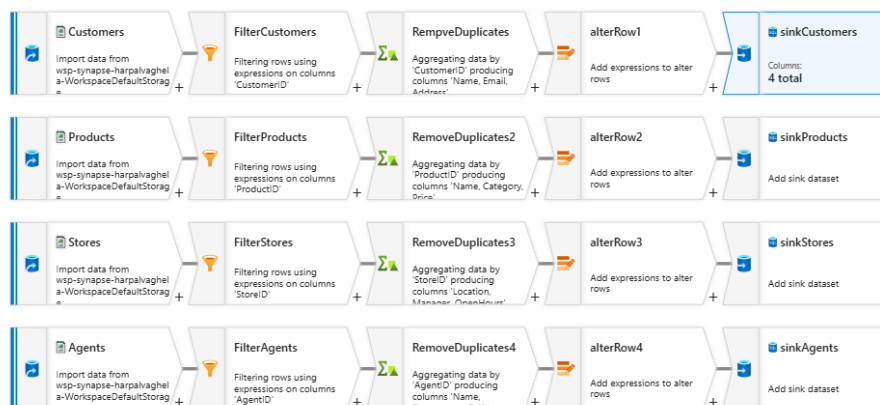 Customers
Import data from
wsp-synapse-harpalvaghel
a-WorkspaceDefaultStorag
e
+
FilterCustomers
Filtering rows using
expressions on columns
'CustomerID'
+
RempveDuplicates
Aggregating data by
'CustomerID' producing
columns 'Name, Email,
Address'
+
alterRow1
Add expressions to alter
rows
+
sinkCustomers
Columns:
4 total
Products
Import data from
wsp-synapse-harpalvaghel
a-WorkspaceDefaultStorag
e
+
FilterProducts
Filtering rows using
expressions on columns
'ProductID'
+
RemoveDuplicates2
Aggregating data by
'ProductID' producing
columns 'Name, Category,
Price'
+
alterRow2
Add expressions to alter
rows
+
sinkProducts
Add sink dataset
Stores
Import data from
wsp-synapse-harpalvaghel
a-WorkspaceDefaultStorag
e
+
FilterStores
Filtering rows using
expressions on columns
'StoreID'
+
RemoveDuplicates3
Aggregating data by
'StoreID' producing
columns 'Location,
Manager, OpenHours'
+
alterRow3
Add expressions to alter
rows
+
sinkStores
Add sink dataset
Agents
Import data from
wsp-synapse-harpalvaghel
a-WorkspaceDefaultStorag
+
FilterAgents
Filtering rows using
expressions on columns
'AgentID'
+
RemoveDuplicates4
Aggregating data by
'AgentID' producing
columns 'Name,
+
alterRow4
Add expressions to alter
rows
+
sinkAgents
Add sink dataset